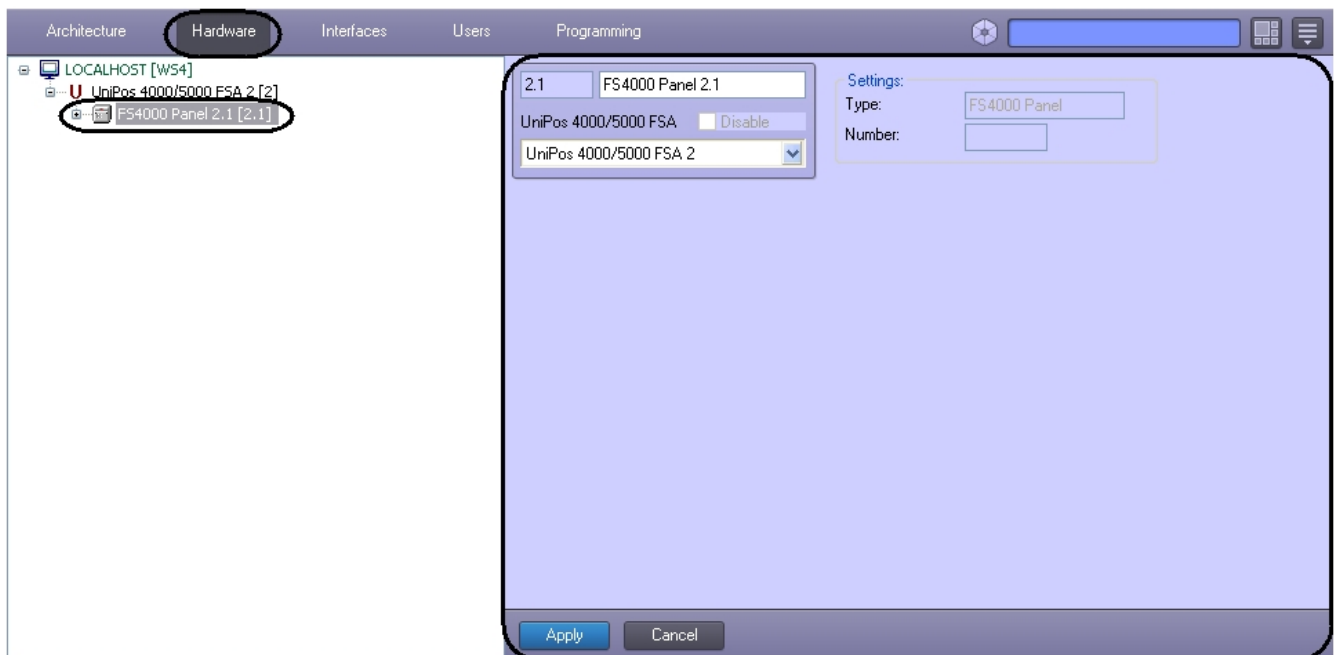 Architecture Hardware Interfaces Users Programming
LOCALHOST [WS4]
UniPos 4000/5000 FSA 2 [2]
FS4000 Panel 2.1 [2.1]
2.1 FS4000 Panel 2.1
UniPos 4000/5000 FSA Disable
UniPos 4000/5000 FSA 2
Settings:
Type: FS4000 Panel
Number:
Apply Cancel